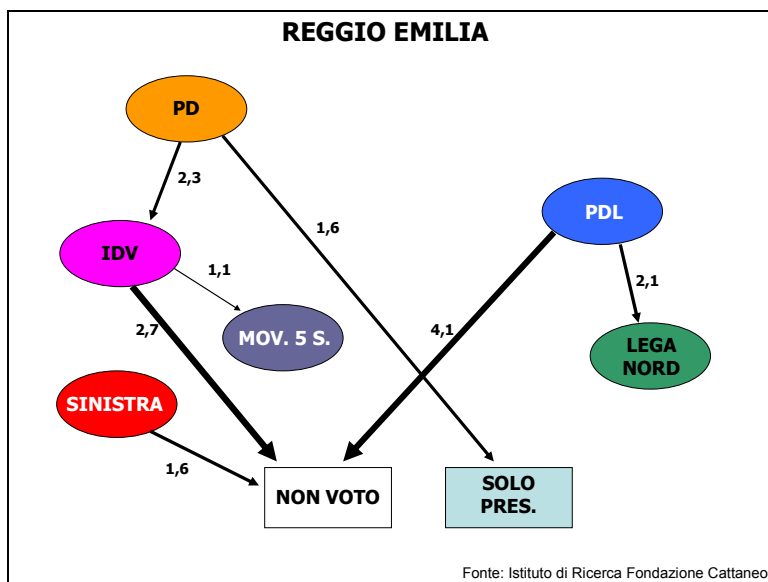 REGGIO EMILIA
PD
2,3
1,6
PDL
IDV
1,1
2,1
2,7
MOV. 5 S.
4,1
LEGA
NORD
SINISTRA
1,6
NON VOTO
SOLO
PRES.
Fonte: Istituto di Ricerca Fondazione Cattaneo